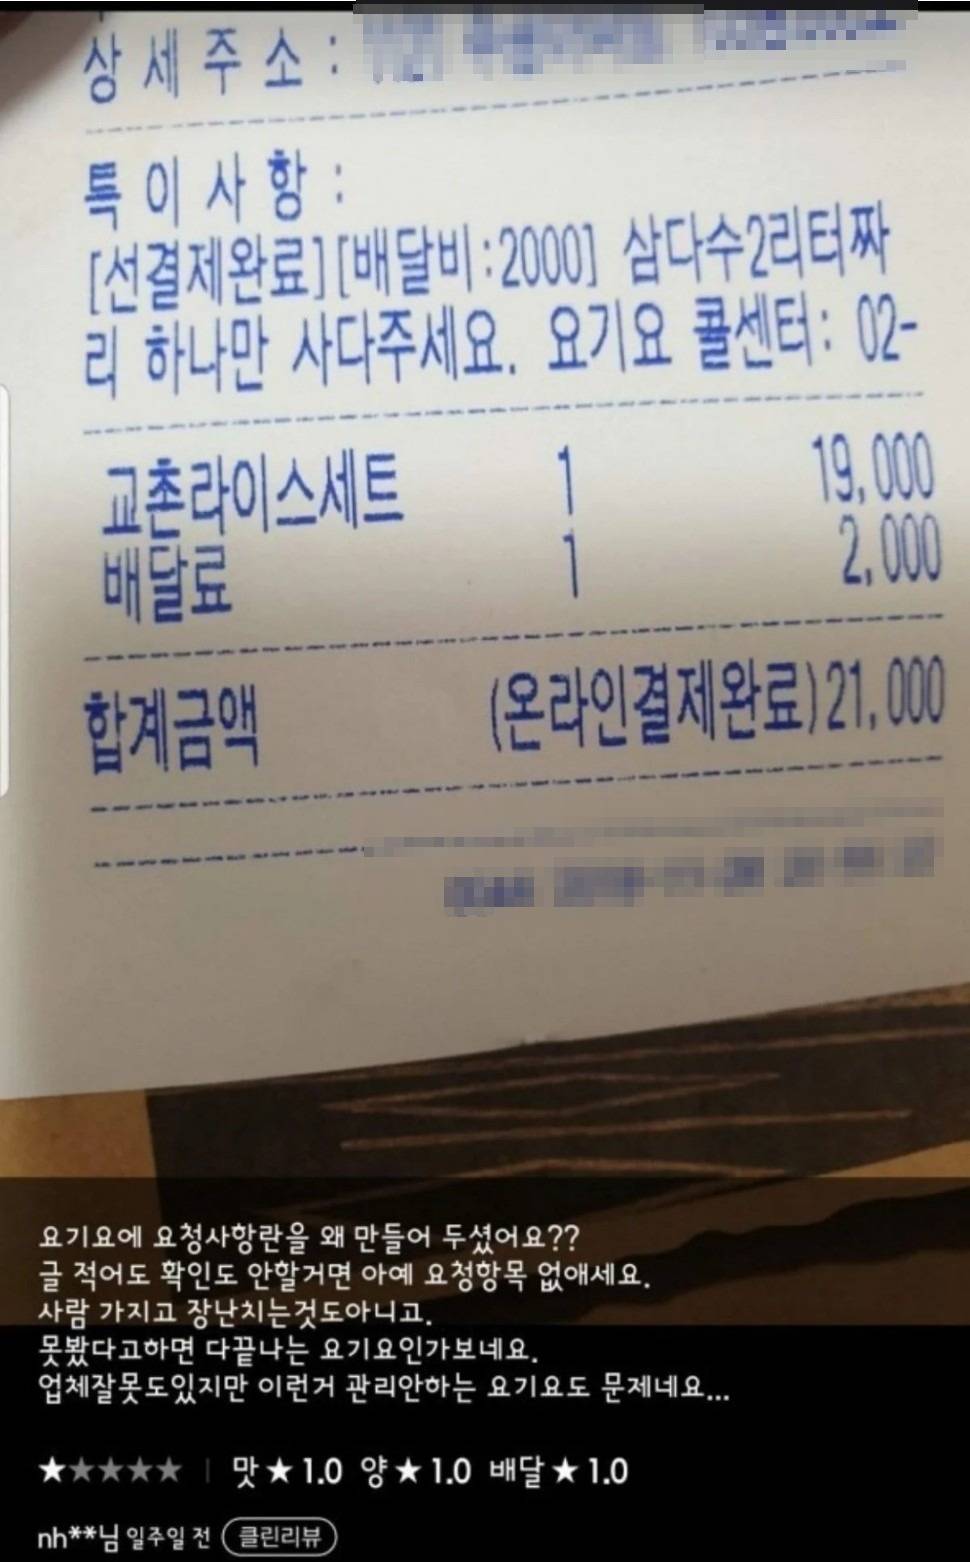 상세주소 :
특이사항 :
[선결제완료][배달비:2000] 삼다수2리터짜
리 하나만 사다주세요. 요기요 콜센터: 02-
교촌라이스세트 1 19,000
배달료 1 2,000
합계금액 (온라인결제완료)21,000
요기요에 요청사항란을 왜 만들어 두셨어요??
글 적어도 확인도 안할거면 아예 요청항목 없애세요.
사람 가지고 장난치는것도아니고.
못봤다고하면 다끝나는 요기요인가보네요.
업체잘못도있지만 이런거 관리안하는 요기요도 문제네요...
★★★★★ | 맛 ★ 1.0 양 ★ 1.0 배달 ★ 1.0
nh**님 일주일 전 클린리뷰